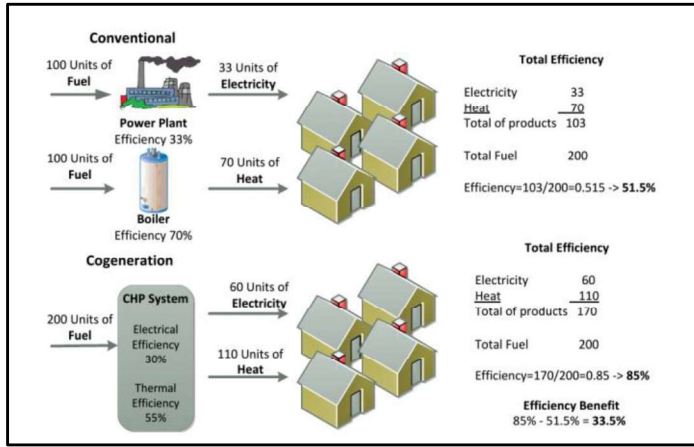 Conventional
100 Units of
Fuel
33 Units of
Electricity
Power Plant
Efficiency 33%
100 Units of
Fuel
70 Units of
Heat
Boiler
Efficiency 70%
Total Efficiency
Electricity 33
Heat 70
Total of products 103
Total Fuel 200
Efficiency=103/200=0.515 -> 51.5%
Cogeneration
200 Units of
Fuel
CHP System
Electrical
Efficiency
30%
Thermal
Efficiency
55%
60 Units of
Electricity
110 Units of
Heat
Total Efficiency
Electricity 60
Heat 110
Total of products 170
Total Fuel 200
Efficiency=170/200=0.85 -> 85%
Efficiency Benefit
85% - 51.5% = 33.5%